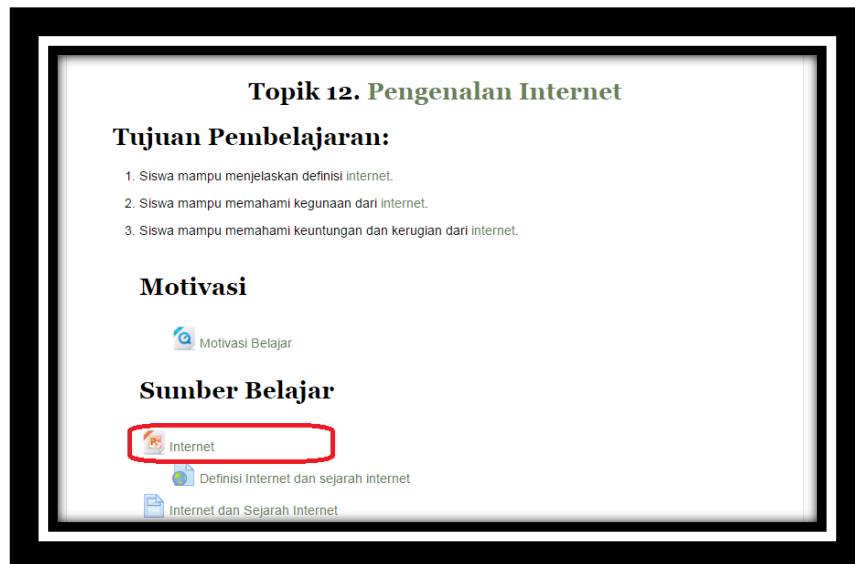 Topik 12. Pengenalan Internet
Tujuan Pembelajaran:
1. Siswa mampu menjelaskan definisi internet.
2. Siswa mampu memahami kegunaan dari internet.
3. Siswa mampu memahami keuntungan dan kerugian dari internet.
Motivasi
Motivasi Belajar
Sumber Belajar
Internet
Definisi Internet dan sejarah internet
Internet dan Sejarah Internet